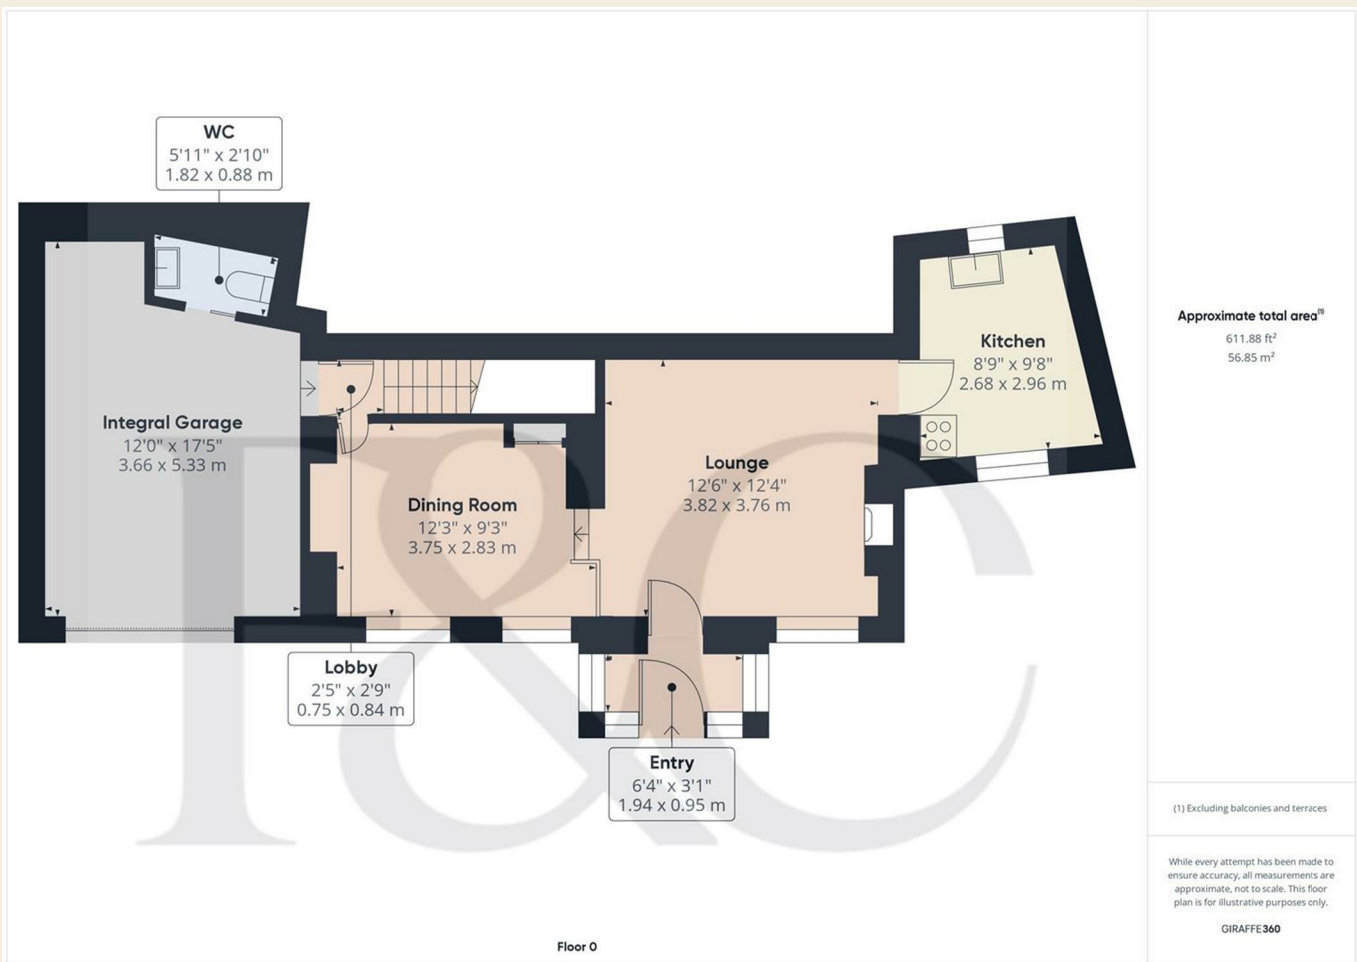 WC
5'11" x 2'10"
1.82 x 0.88 m
Integral Garage
12'0" x 17'5"
3.66 x 5.33 m
Dining Room
12'3" x 9'3"
3.75 x 2.83 m
Lounge
12'6" x 12'4"
3.82 x 3.76 m
Kitchen
8'9" x 9'8"
2.68 x 2.96 m
Lobby
2'5" x 2'9"
0.75 x 0.84 m
Entry
6'4" x 3'1"
1.94 x 0.95 m
F&C
Floor 0
Approximate total area(1)
611.88 ft²
56.85 m²
(1) Excluding balconies and terraces
While every attempt has been made to
ensure accuracy, all measurements are
approximate, not to scale. This floor
plan is for illustrative purposes only.
GIRAFFE360